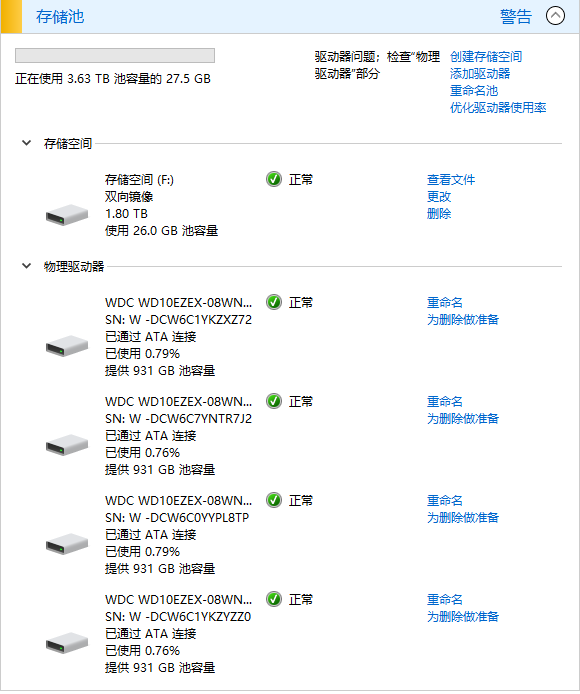 存储池
警告
正在使用 3.63 TB 池容量的 27.5 GB
驱动器问题；检查“物理
驱动器”部分
创建存储空间
添加驱动器
重命名池
优化驱动器使用率
存储空间
存储空间 (F:)
双向镜像
1.80 TB
使用 26.0 GB 池容量
正常
查看文件
更改
删除
物理驱动器
WDC WD10EZEX-08WN...
SN: W -DCW6C1YKZXZ72
已通过 ATA 连接
已使用 0.79%
提供 931 GB 池容量
正常
重命名
为删除做准备
WDC WD10EZEX-08WN...
SN: W -DCW6C7YNTR7J2
已通过 ATA 连接
已使用 0.76%
提供 931 GB 池容量
正常
重命名
为删除做准备
WDC WD10EZEX-08WN...
SN: W -DCW6C0YYPL8TP
已通过 ATA 连接
已使用 0.79%
提供 931 GB 池容量
正常
重命名
为删除做准备
WDC WD10EZEX-08WN...
SN: W -DCW6C1YKZYZZ0
已通过 ATA 连接
已使用 0.76%
提供 931 GB 池容量
正常
重命名
为删除做准备